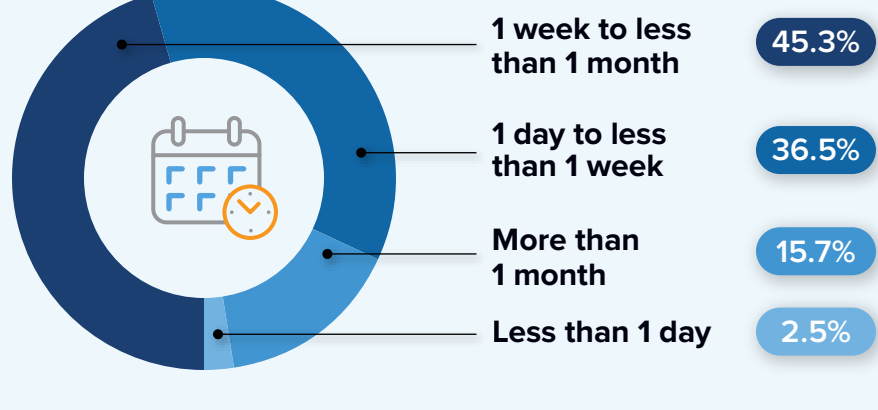 1 week to less
than 1 month
45.3%
1 day to less
than 1 week
36.5%
More than
1 month
15.7%
Less than 1 day
2.5%